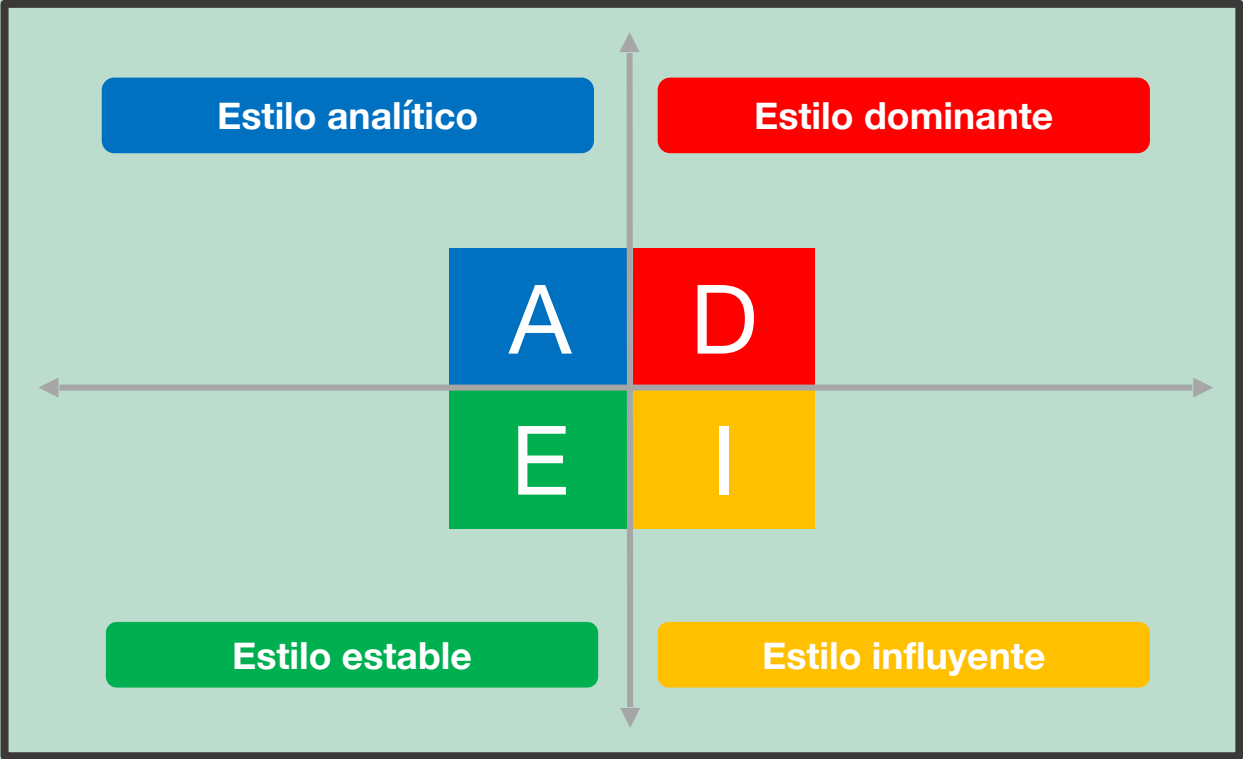 Estilo analítico
Estilo dominante
A
D
E
I
Estilo estable
Estilo influyente